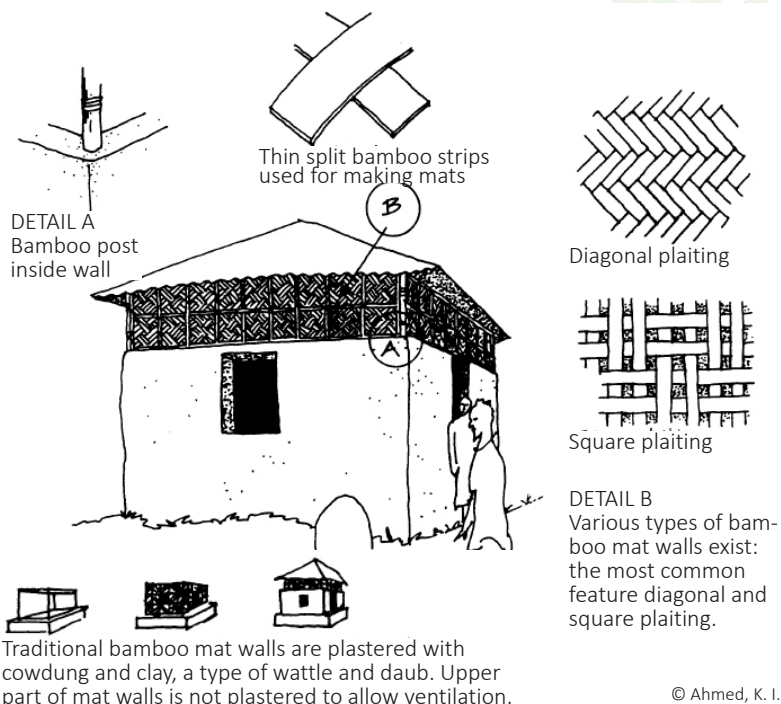 Thin split bamboo strips
used for making mats
B
DETAIL A
Bamboo post
inside wall
A
Diagonal plaiting
Square plaiting
DETAIL B
Various types of bam-
boo mat walls exist:
the most common
feature diagonal and
square plaiting.
Traditional bamboo mat walls are plastered with
cowdung and clay, a type of wattle and daub. Upper
part of mat walls is not plastered to allow ventilation.
© Ahmed, K. I.